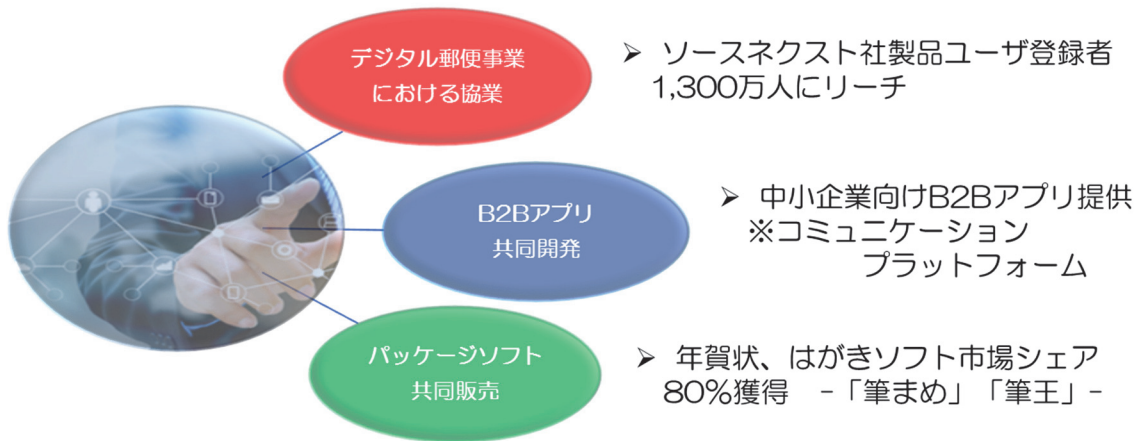 デジタル郵便事業
における協業
➢ ソースネクスト社製品ユーザ登録者
1,300万人にリーチ
B2Bアプリ
共同開発
➢ 中小企業向けB2Bアプリ提供
※コミュニケーション
プラットフォーム
パッケージソフト
共同販売
➢ 年賀状、はがきソフト市場シェア
80%獲得 -「筆まめ」「筆王」-